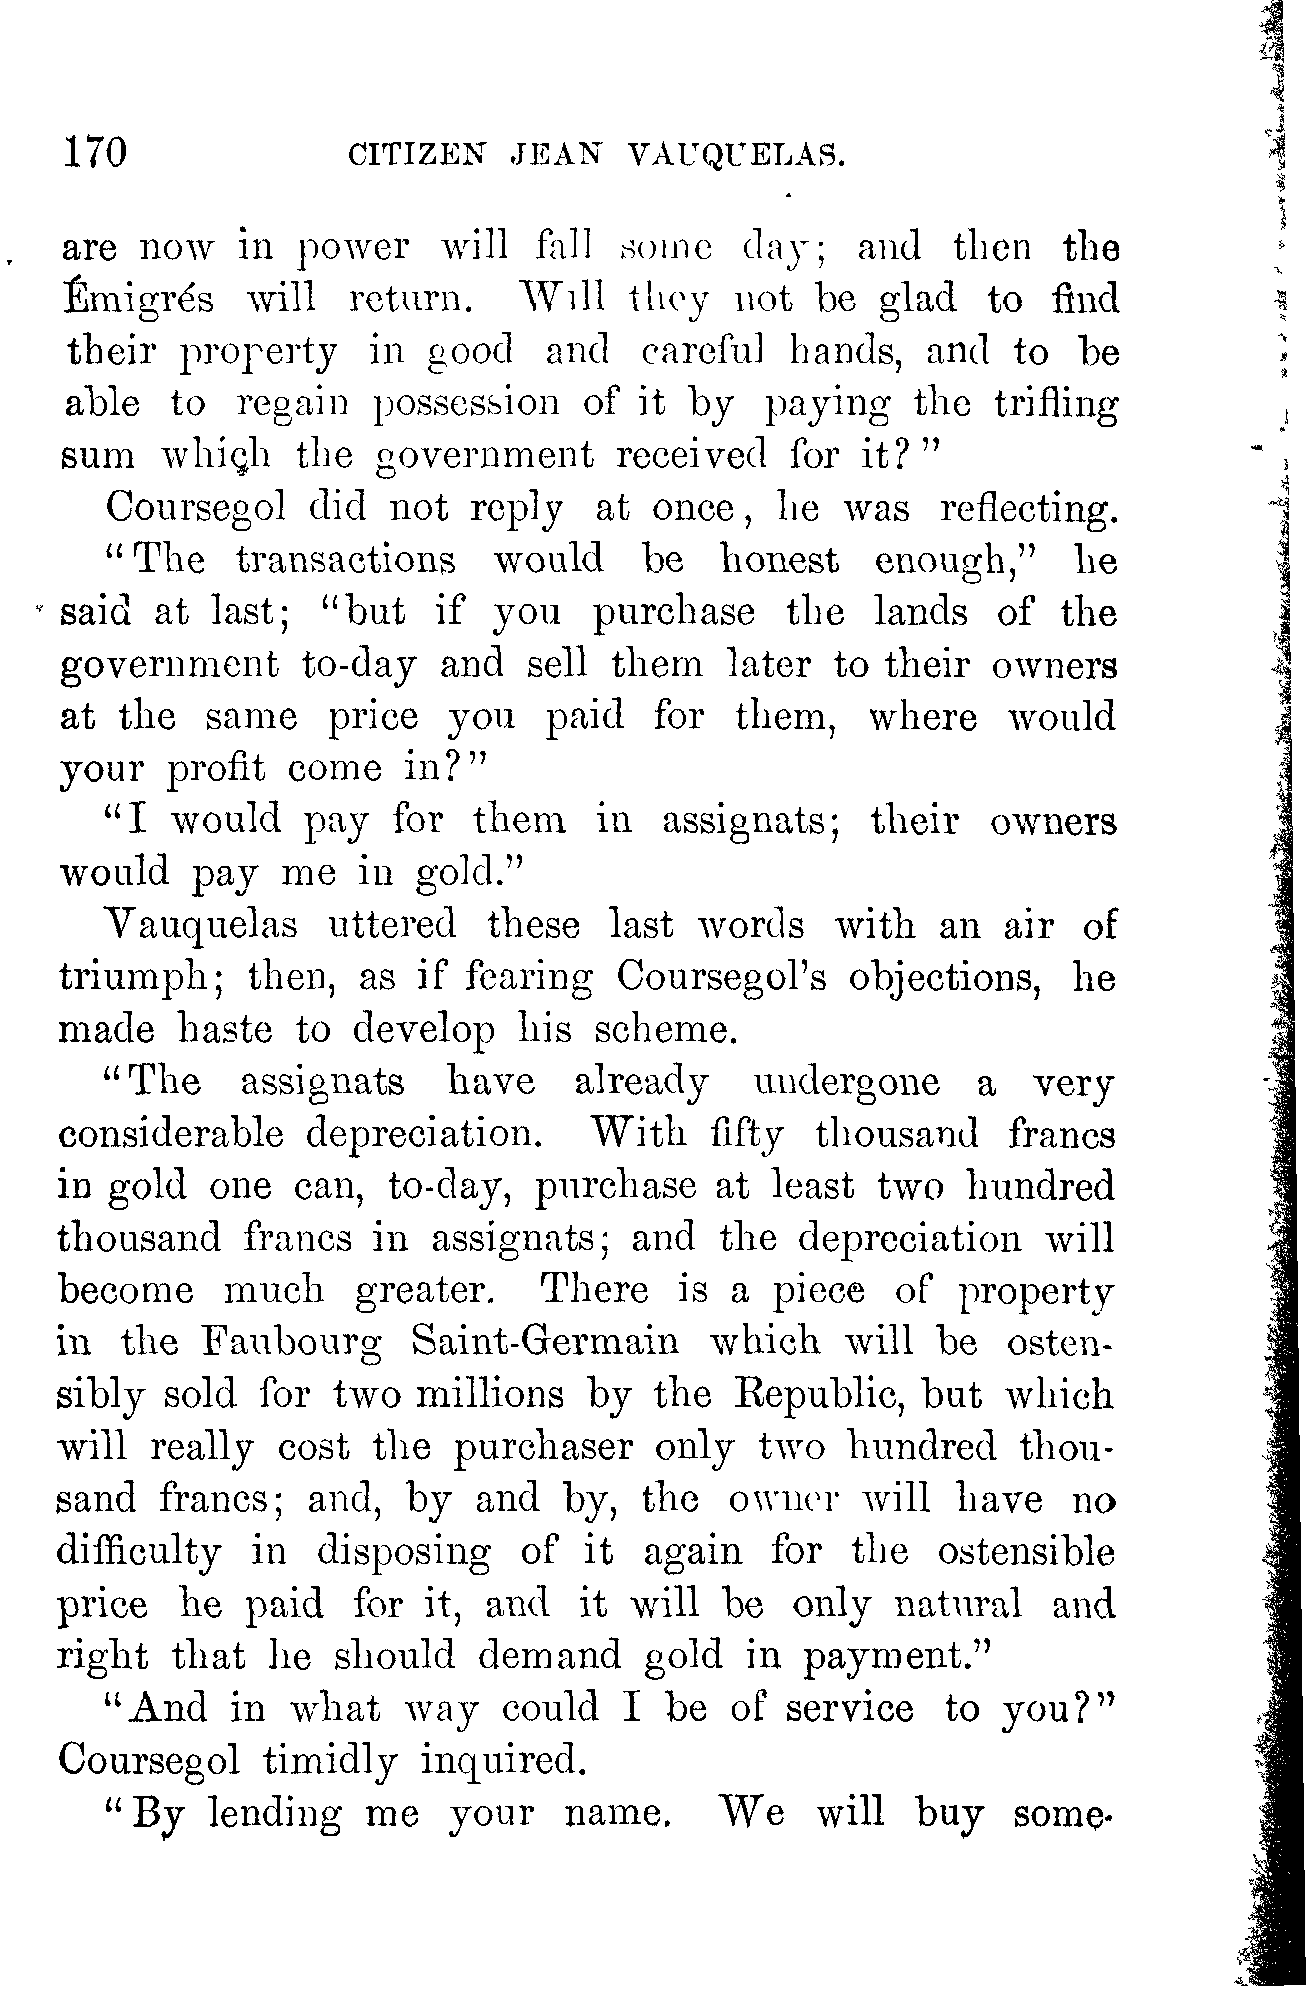 170 CITIZEN JEAN VAUQUELAS.
are now in power will fall some day; and then the
Émigrés will return. Will they not be glad to find
their property in good and careful hands, and to be
able to regain possession of it by paying the trifling
sum which the government received for it?"
Coursegol did not reply at once, he was reflecting.
"The transactions would be honest enough," he
said at last; "but if you purchase the lands of the
government to-day and sell them later to their owners
at the same price you paid for them, where would
your profit come in?"
"I would pay for them in assignats; their owners
would pay me in gold."
Vauquelas uttered these last words with an air of
triumph; then, as if fearing Coursegol's objections, he
made haste to develop his scheme.
"The assignats have already undergone a very
considerable depreciation. With fifty thousand francs
in gold one can, to-day, purchase at least two hundred
thousand francs in assignats; and the depreciation will
become much greater. There is a piece of property
in the Faubourg Saint-Germain which will be osten-
sibly sold for two millions by the Republic, but which
will really cost the purchaser only two hundred thou-
sand francs; and, by and by, the owner will have no
difficulty in disposing of it again for the ostensible
price he paid for it, and it will be only natural and
right that he should demand gold in payment."
"And in what way could I be of service to you?"
Coursegol timidly inquired.
"By lending me your name. We will buy some-